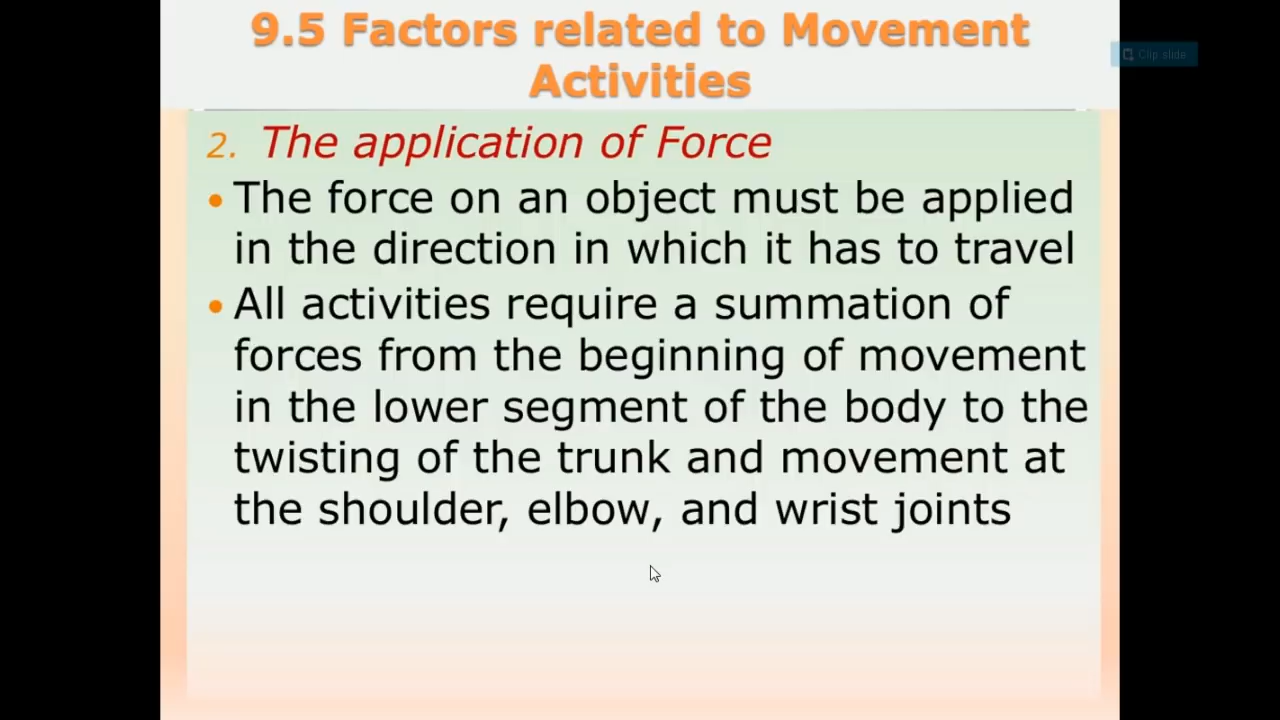 9.5 Factors related to Movement
Activities
Clip slide
2. The application of Force
• The force on an object must be applied
in the direction in which it has to travel
• All activities require a summation of
forces from the beginning of movement
in the lower segment of the body to the
twisting of the trunk and movement at
the shoulder, elbow, and wrist joints